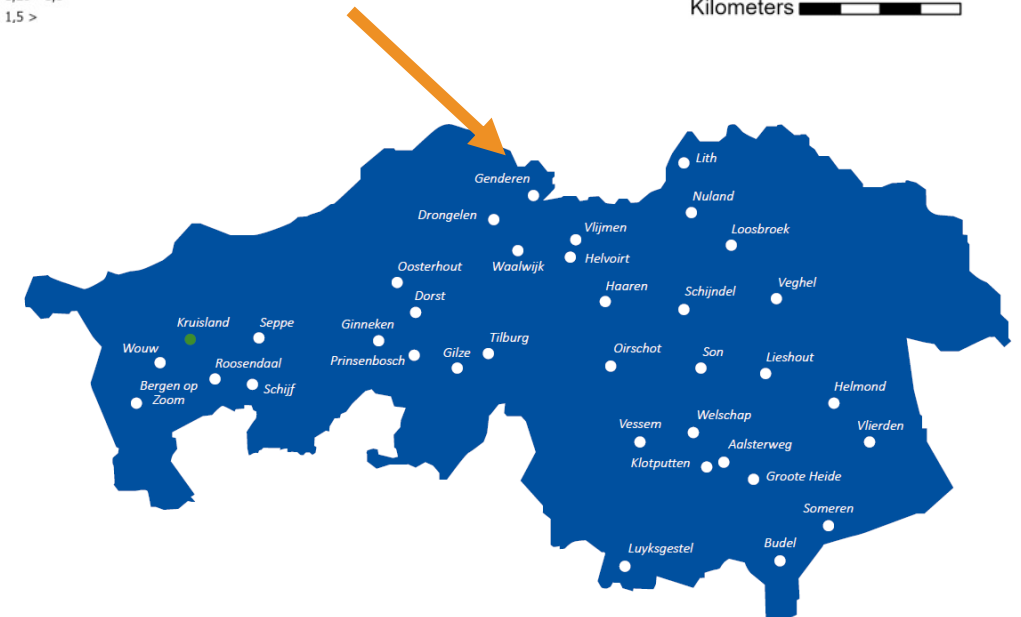 1,5 >
Kilometers
Lith
Genderen
Nuland
Drongelen
Vlijmen
Loosbroek
Waalwijk
Helvoirt
Oosterhout
Haaren
Veghel
Dorst
Schijndel
Kruisland
Seppe
Ginneken
Tilburg
Wouw
Prinsenbosch
Gilze
Oirschot
Son
Lieshout
Roosendaal
Bergen op
Zoom
Schijf
Helmond
Vessem
Welschap
Vlierden
Aalsterweg
Klotputten
Groote Heide
Someren
Luyksgestel
Budel